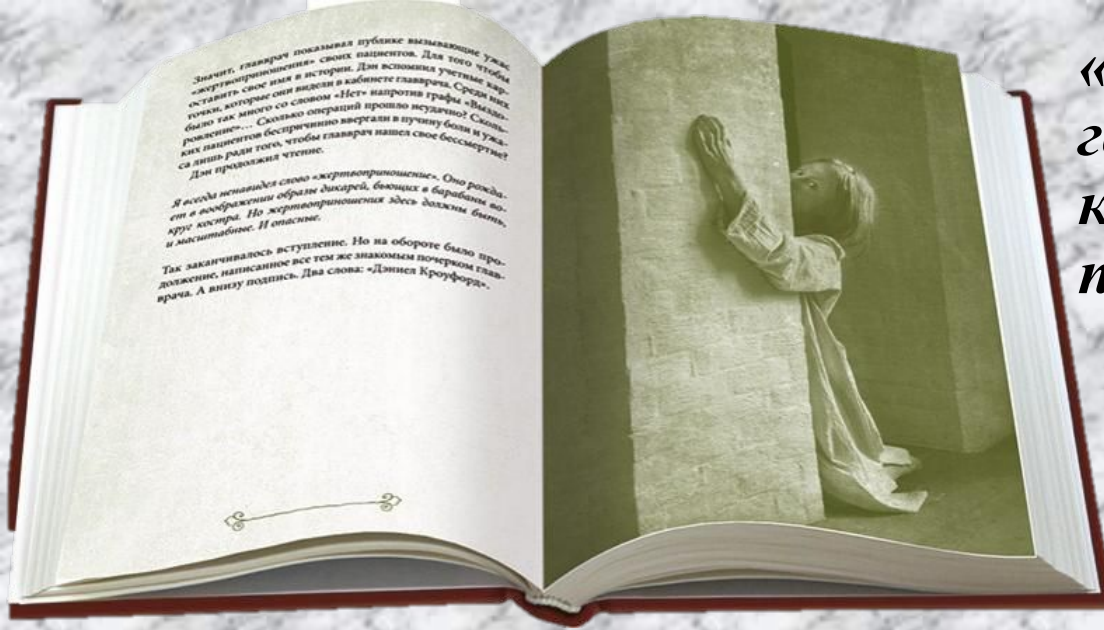 Значит, главврач показывал публике вызывающие ужас
«жертвоприношения» своих пациентов. Для того чтобы
оставить свое имя в истории. Дэн вспомнил учетные кар-
точки, которые они видели в кабинете главврача. Среди них
было так много со словом «Нет» напротив графы «Выздо-
ровление»... Сколько операций прошло неудачно? Сколь-
ких пациентов беспричинно ввергали в пучину боли и ужа-
са лишь ради того, чтобы главврач нашел свое бессмертие?
Дэн продолжил чтение.
Я всегда ненавидел слово «жертвоприношение». Оно рожда-
ет в воображении образы дикарей, бьющих в барабаны во-
круг костра. Но жертвоприношения здесь должны быть,
и масштабные. И опасные.
Так заканчивалось вступление. Но на обороте было про-
должение, написанное все тем же знакомым почерком глав-
врача. А внизу подпись. Два слова: «Дэниел Кроуфорд».
«
г
к
п